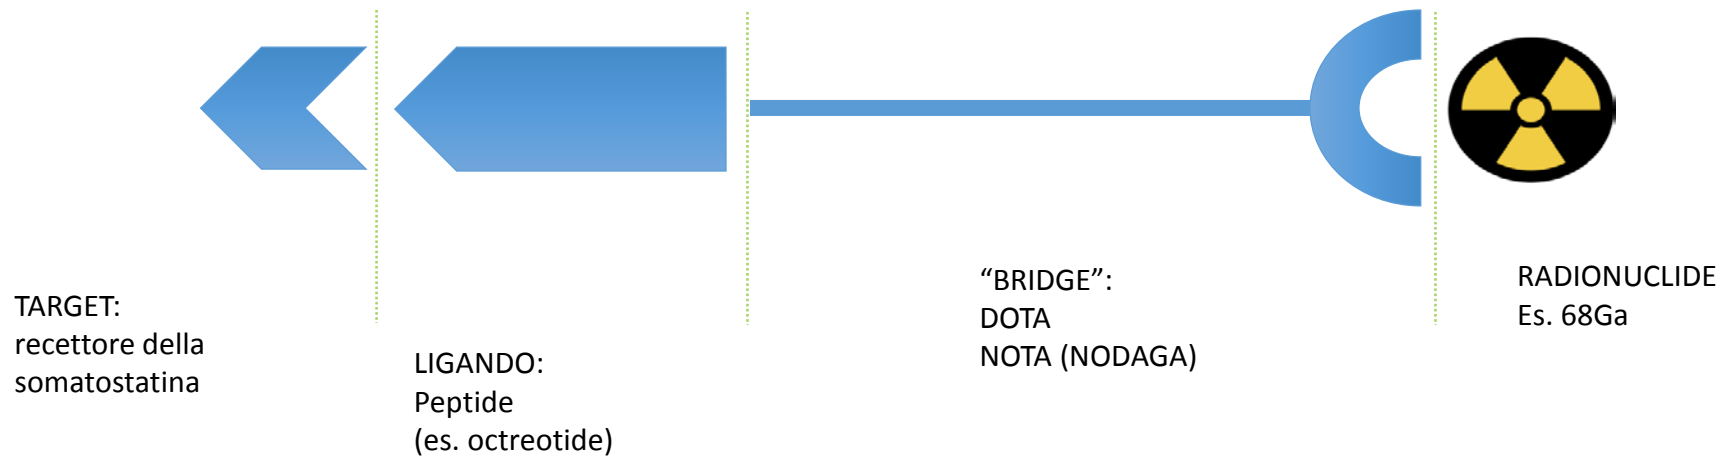 TARGET:
recettore della
somatostatina
LIGANDO:
Peptide
(es. octreotide)
“BRIDGE”:
DOTA
NOTA (NODAGA)
RADIONUCLIDE
Es. 68Ga